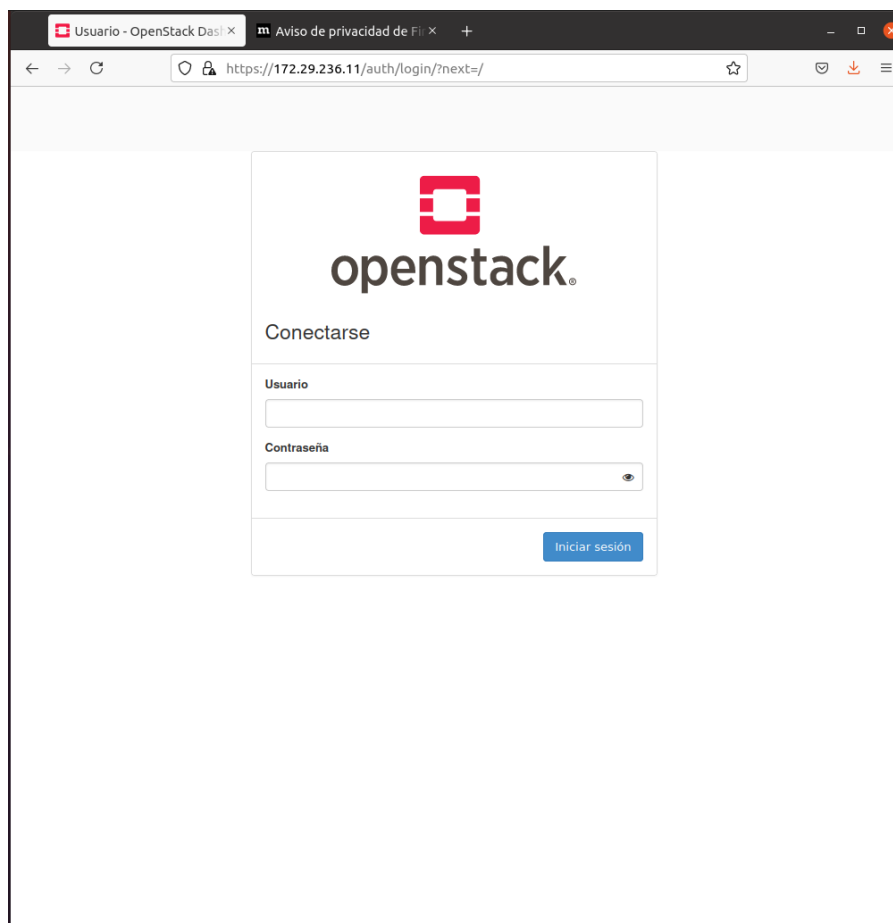 Usuario - OpenStack Das
m Aviso de privacidad de Fir
https://172.29.236.11/auth/login/?next=/
openstack®
Conectarse
Usuario
Contraseña
Iniciar sesión